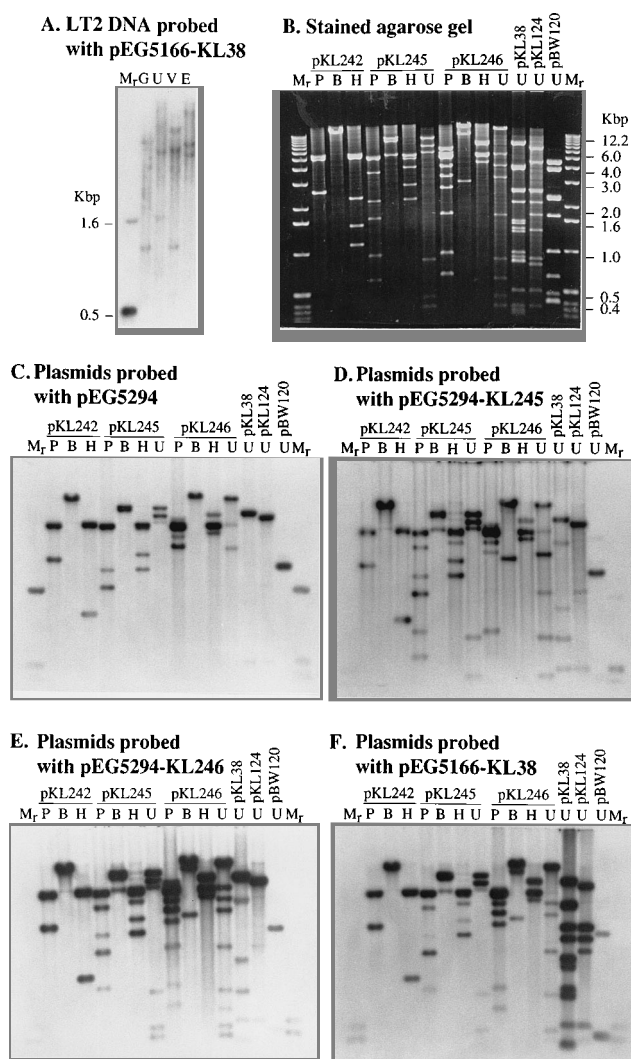 A. LT2 DNA probed
with pEG5166-KL38
Mr G U V E
Kbp
1.6
0.5
B. Stained agarose gel
pKL242 pKL245 pKL246 pKL38 pKL124 pBW120
Mr P B H P B H U P B H U U U U Mr
Kbp
12.2
6.0
4.0
3.0
2.0
1.6
1.0
0.5
0.4
C. Plasmids probed
with pEG5294
pKL242 pKL245 pKL246 pKL38 pKL124 pBW120
Mr P B H P B H U P B H U U U U Mr
D. Plasmids probed
with pEG5294-KL245
pKL242 pKL245 pKL246 pKL38 pKL124 pBW120
P B H P B H U P B H U U U U Mr
E. Plasmids probed
with pEG5294-KL246
pKL242 pKL245 pKL246 pKL38 pKL124 pBW120
Mr P B H P B H U P B H U U U U Mr
F. Plasmids probed
with pEG5166-KL38
pKL242 pKL245 pKL246 pKL38 pKL124 pBW120
Mr P B H P B H U P B H U U U U